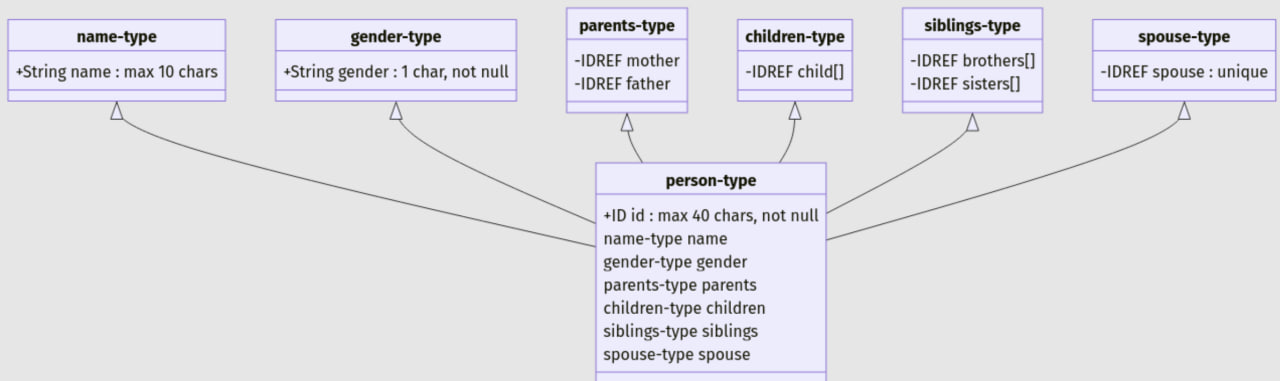 name-type
+String name : max 10 chars
gender-type
+String gender : 1 char, not null
parents-type
-IDREF mother
-IDREF father
children-type
-IDREF child[]
siblings-type
-IDREF brothers[]
-IDREF sisters[]
spouse-type
-IDREF spouse : unique
person-type
+ID id : max 40 chars, not null
name-type name
gender-type gender
parents-type parents
children-type children
siblings-type siblings
spouse-type spouse